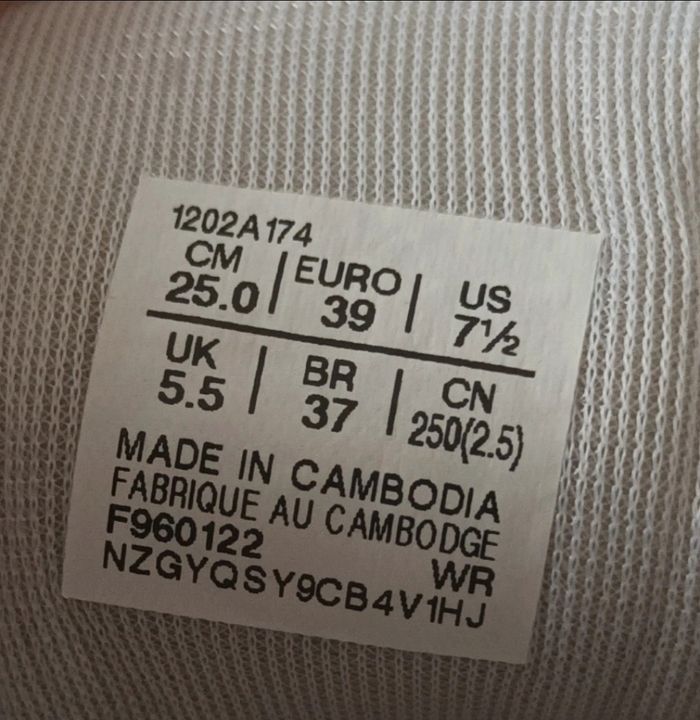 1202A174
CM | EURO | US
25.0 | 39 | 7½
UK | BR | CN
5.5 | 37 | 250(2.5)
MADE IN CAMBODIA
FABRIQUE AU CAMBODGE
F960122 WR
NZGYQSY9CB4V1HJ